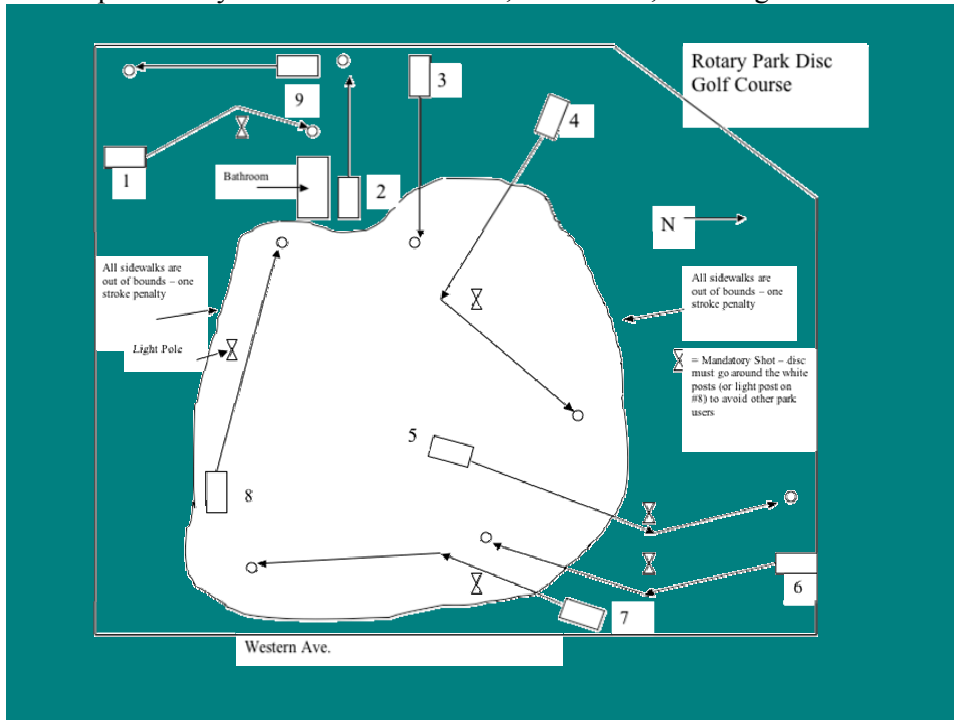 Rotary Park Disc
Golf Course
3
4
9
1
Bathroom
2
N
All sidewalks are
out of bounds – one
stroke penalty
All sidewalks are
out of bounds – one
stroke penalty
Light Pole
= Mandatory Shot – disc
must go around the white
posts (or light post on
#8) to avoid other park
users
5
8
6
7
Western Ave.